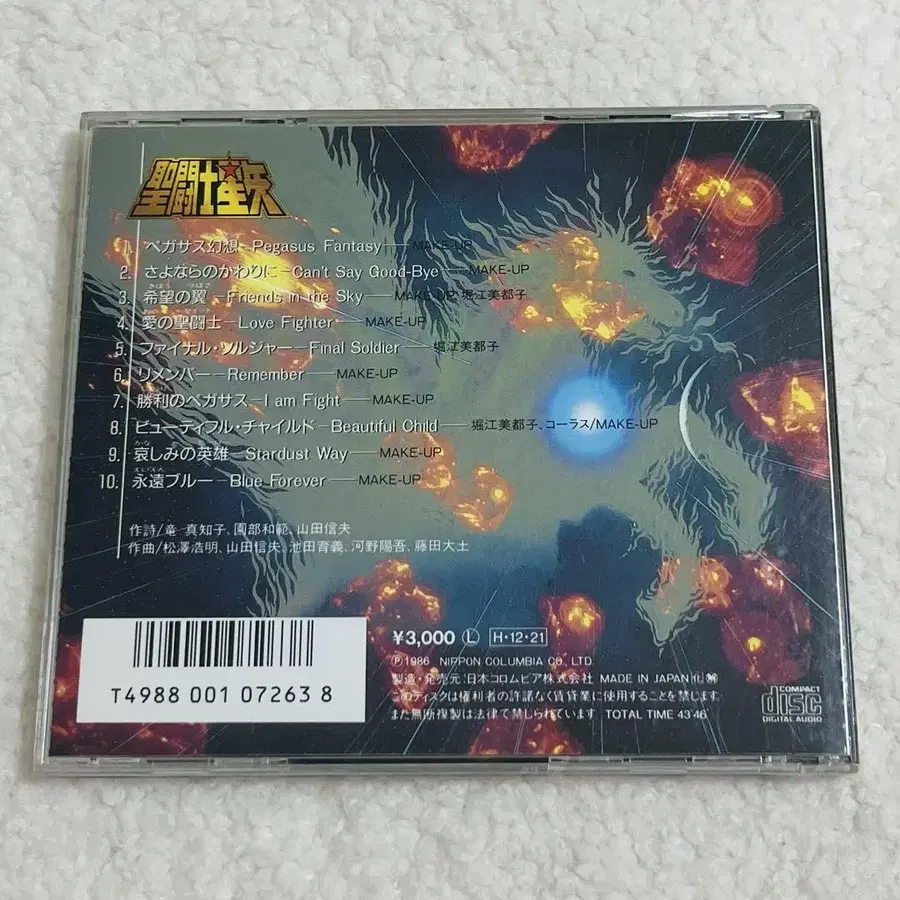 聖闘士星矢
1. ペガサス幻想—Pegasus Fantasy—MAKE-UP
2. さよならのかわりに—Can't Say Good-Bye—MAKE-UP
きぼう つばさ
3. 希望の翼—Friends in the Sky—MAKE-UP, 堀江美都子
4. 愛の聖闘士—Love Fighter—MAKE-UP
5. ファイナル・ソルジャー—Final Soldier—堀江美都子
6. リメンバー—Remember—MAKE-UP
7. 勝利のペガサス—I am Fight—MAKE-UP
8. ビューティフル・チャイルド—Beautiful Child—堀江美都子、コーラス/MAKE-UP
9. 哀しみの英雄—Stardust Way—MAKE-UP
えいえん
10. 永遠ブルー—Blue Forever—MAKE-UP
作詩/竜 真知子、園部和範、山田信夫
作曲/松澤浩明、山田信夫、池田育義、河野陽吾、藤田大土
T4988 001 07263 8
¥3,000 Ⓛ H・12・21
Ⓟ1986 NIPPON COLUMBIA CO., LTD.
製造・発売元:日本コロムビア株式会社 MADE IN JAPAN
このディスクは権利者の許諾なく賃貸業に使用することを禁じます
また無断複製は法律で禁じられています TOTAL TIME 43'46"
COMPACT
disc
DIGITAL AUDIO